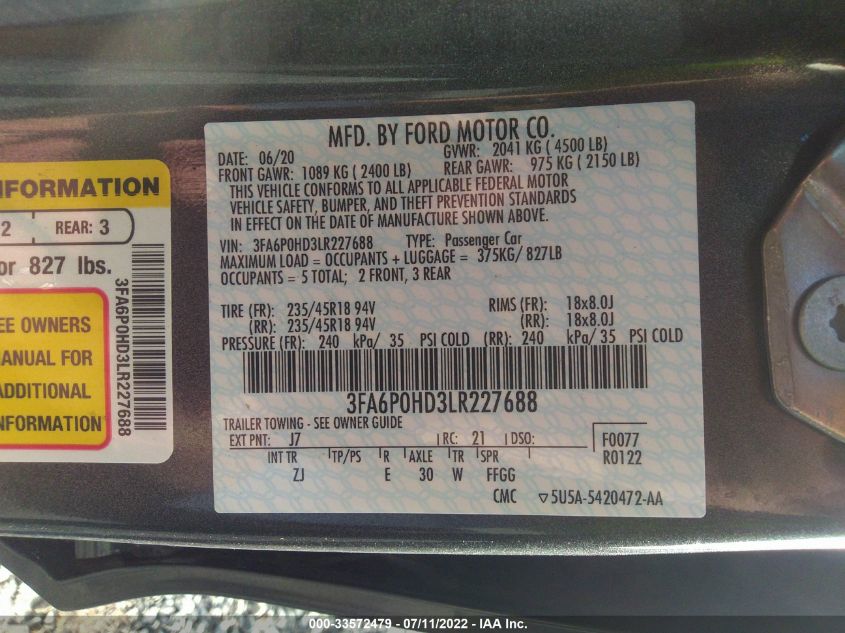 NFORMATION
2 REAR: 3
or 827 lbs.
EE OWNERS
MANUAL FOR
ADDITIONAL
INFORMATION
3FA6P0HD3LR227688
MFD. BY FORD MOTOR CO.
DATE: 06/20 GVWR: 2041 KG ( 4500 LB)
FRONT GAWR: 1089 KG ( 2400 LB) REAR GAWR: 975 KG ( 2150 LB)
THIS VEHICLE CONFORMS TO ALL APPLICABLE FEDERAL MOTOR
VEHICLE SAFETY, BUMPER, AND THEFT PREVENTION STANDARDS
IN EFFECT ON THE DATE OF MANUFACTURE SHOWN ABOVE.
VIN: 3FA6P0HD3LR227688 TYPE: Passenger Car
MAXIMUM LOAD = OCCUPANTS + LUGGAGE = 375KG/ 827LB
OCCUPANTS = 5 TOTAL; 2 FRONT, 3 REAR
TIRE (FR): 235/45R18 94V RIMS (FR): 18x8.0J
(RR): 235/45R18 94V (RR): 18x8.0J
PRESSURE (FR): 240 kPa/ 35 PSI COLD (RR): 240 kPa/ 35 PSI COLD
3FA6P0HD3LR227688
TRAILER TOWING - SEE OWNER GUIDE
EXT PNT: J7 RC: 21 DSO: F0077
R0122
INT TR TP/PS R AXLE TR SPR
ZJ E 30 W FFGG
CMC ▽5U5A-5420472-AA
000-33572479 - 07/11/2022 - IAA Inc.